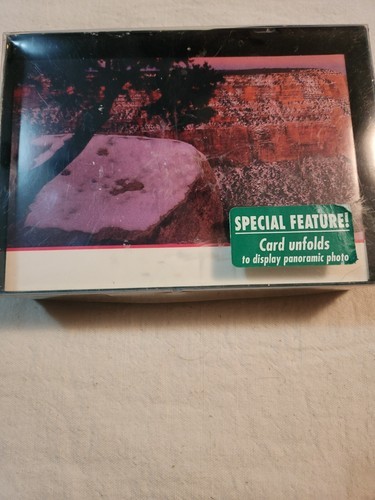 SPECIAL FEATURE!
Card unfolds
to display panoramic photo